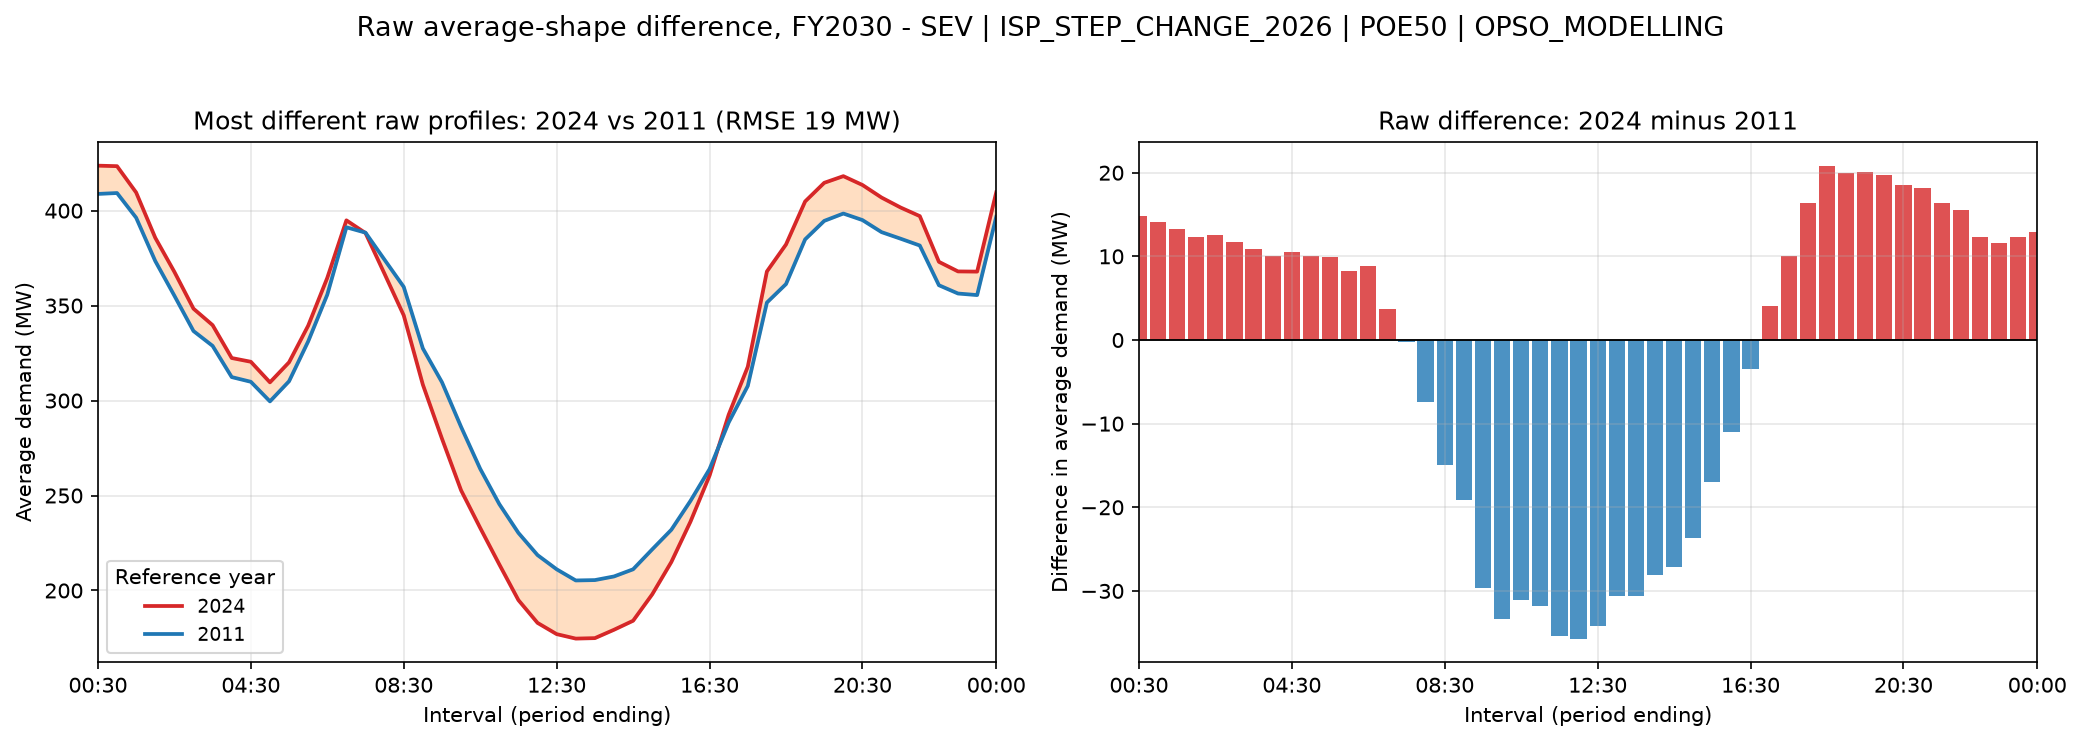 Raw average-shape difference, FY2030 - SEV | ISP_STEP_CHANGE_2026 | POE50 | OPSO_MODELLING
Most different raw profiles: 2024 vs 2011 (RMSE 19 MW)
Average demand (MW)
400
350
300
250
200
Reference year
2024
2011
00:30 04:30 08:30 12:30 16:30 20:30 00:00
Interval (period ending)
Raw difference: 2024 minus 2011
Difference in average demand (MW)
20
10
0
−10
−20
−30
00:30 04:30 08:30 12:30 16:30 20:30 00:00
Interval (period ending)